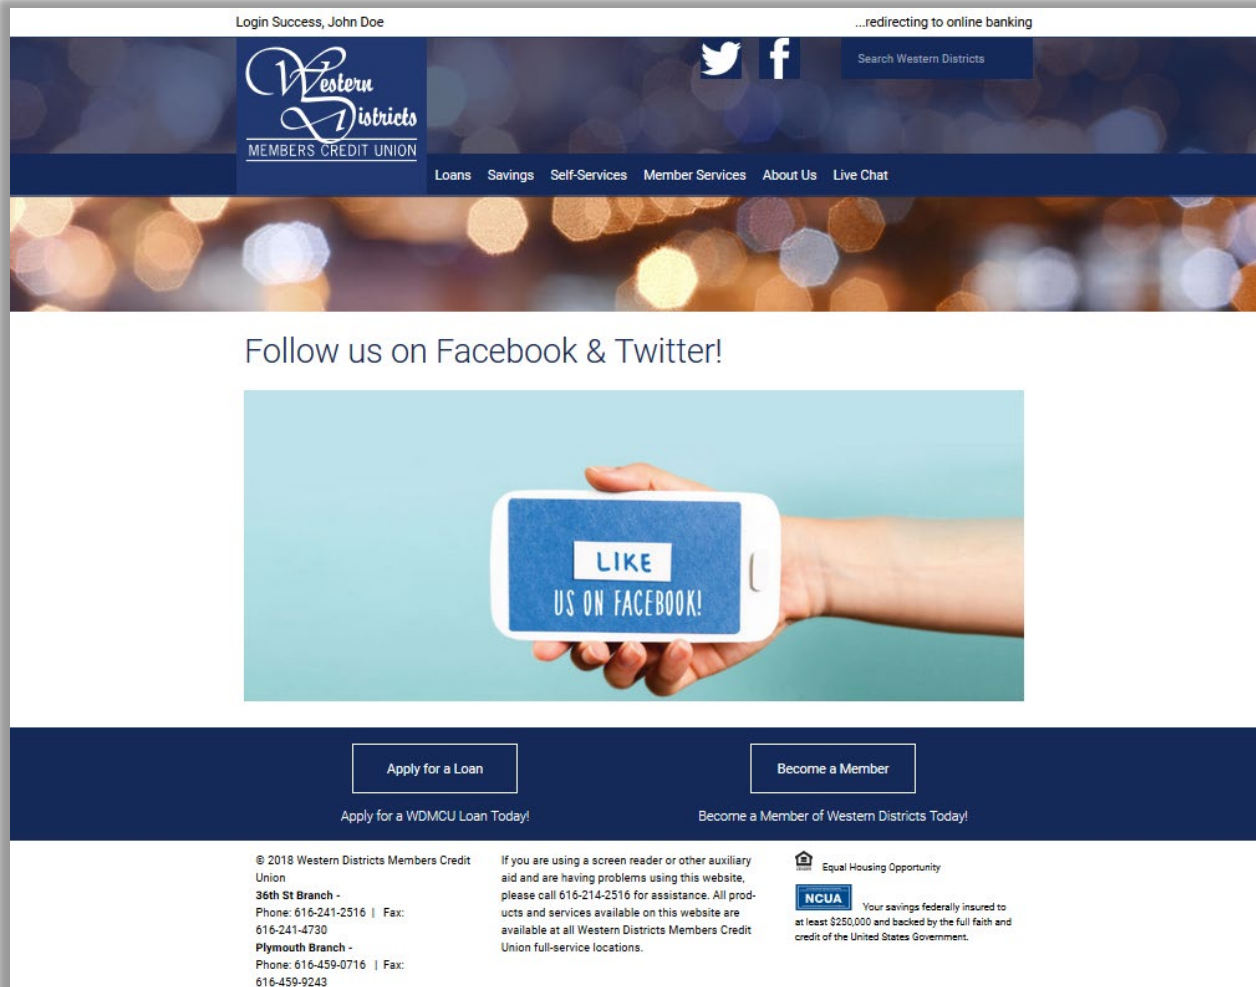 Login Success, John Doe
...redirecting to online banking
Western
Districts
MEMBERS CREDIT UNION
Search Western Districts
Loans Savings Self-Services Member Services About Us Live Chat
Follow us on Facebook & Twitter!
LIKE
US ON FACEBOOK!
Apply for a Loan
Apply for a WDMCU Loan Today!
Become a Member
Become a Member of Western Districts Today!
© 2018 Western Districts Members Credit
Union
36th St Branch -
Phone: 616-241-2516 | Fax:
616-241-4730
Plymouth Branch -
Phone: 616-459-0716 | Fax:
616-459-9243
If you are using a screen reader or other auxiliary
aid and are having problems using this website,
please call 616-214-2516 for assistance. All prod-
ucts and services available on this website are
available at all Western Districts Members Credit
Union full-service locations.
Equal Housing Opportunity
NCUA
Your savings federally insured to
at least $250,000 and backed by the full faith and
credit of the United States Government.